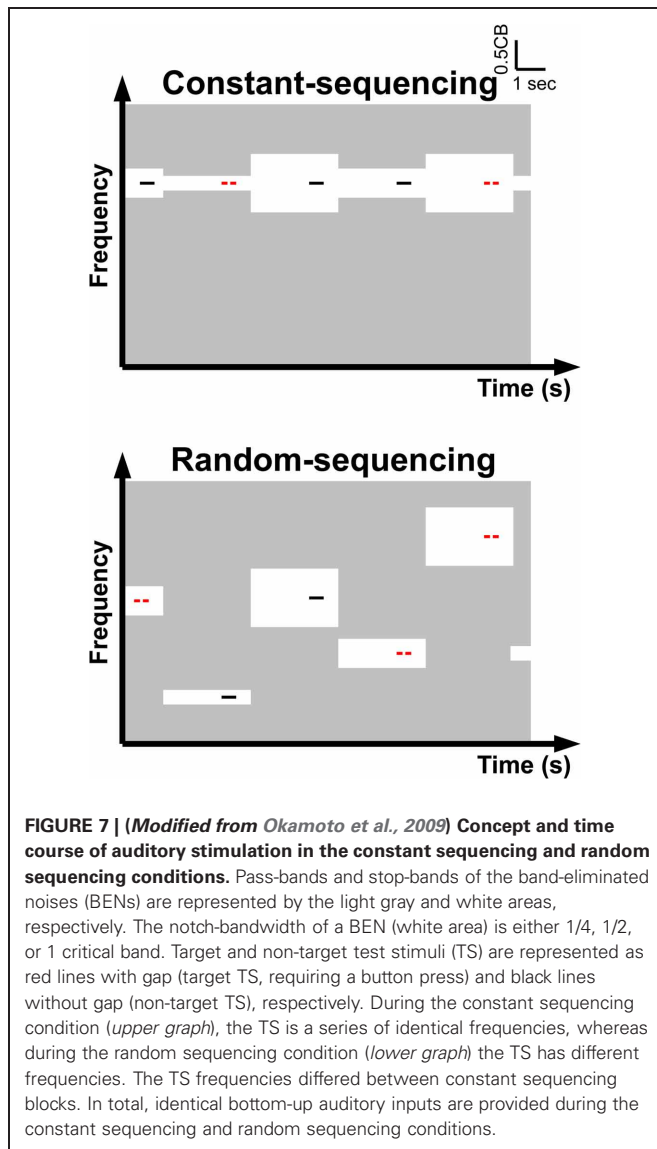 0.5CB
1 sec
Constant-sequencing
Frequency
Time (s)
Random-sequencing
Frequency
Time (s)
FIGURE 7 | (Modified from Okamoto et al., 2009) Concept and time
course of auditory stimulation in the constant sequencing and random
sequencing conditions. Pass-bands and stop-bands of the band-eliminated
noises (BENs) are represented by the light gray and white areas,
respectively. The notch-bandwidth of a BEN (white area) is either 1/4, 1/2,
or 1 critical band. Target and non-target test stimuli (TS) are represented as
red lines with gap (target TS, requiring a button press) and black lines
without gap (non-target TS), respectively. During the constant sequencing
condition (upper graph), the TS is a series of identical frequencies, whereas
during the random sequencing condition (lower graph) the TS has different
frequencies. The TS frequencies differed between constant sequencing
blocks. In total, identical bottom-up auditory inputs are provided during the
constant sequencing and random sequencing conditions.